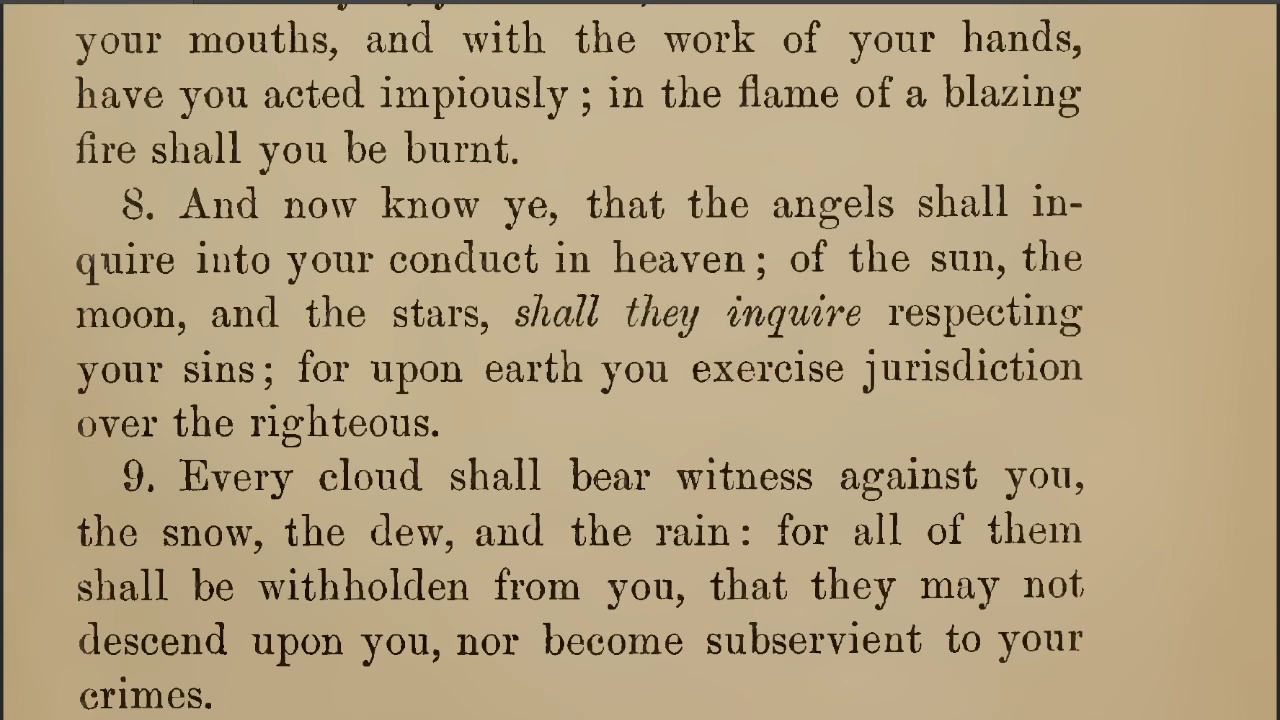 your mouths, and with the work of your hands,
have you acted impiously ; in the flame of a blazing
fire shall you be burnt.
8. And now know ye, that the angels shall in-
quire into your conduct in heaven ; of the sun, the
moon, and the stars, shall they inquire respecting
your sins ; for upon earth you exercise jurisdiction
over the righteous.
9. Every cloud shall bear witness against you,
the snow, the dew, and the rain : for all of them
shall be withholden from you, that they may not
descend upon you, nor become subservient to your
crimes.